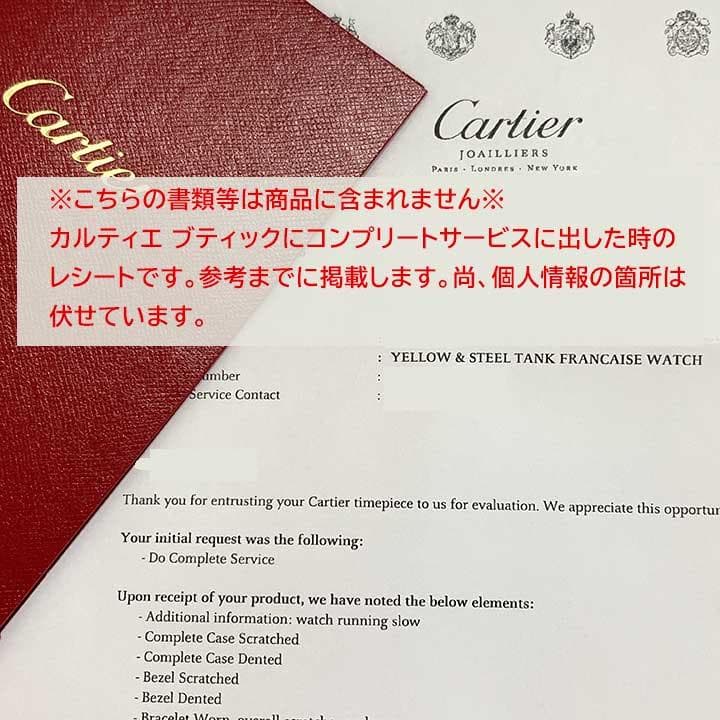 Cartier
Cartier
JOAILLIERS
PARIS - LONDRES - NEW YORK
※こちらの書類等は商品に含まれません※
カルティエ ブティックにコンプリートサービスに出した時の
レシートです。参考までに掲載します。尚、個人情報の箇所は
伏せています。
: YELLOW & STEEL TANK FRANCAISE WATCH
:
Service Contact :
Thank you for entrusting your Cartier timepiece to us for evaluation. We appreciate this
Your initial request was the following:
- Do Complete Service
Upon receipt of your product, we have noted the below elements:
- Additional information: watch running slow
- Complete Case Scratched
- Complete Case Dented
- Bezel Scratched
- Bezel Dented
- Bracelet Worn, overall